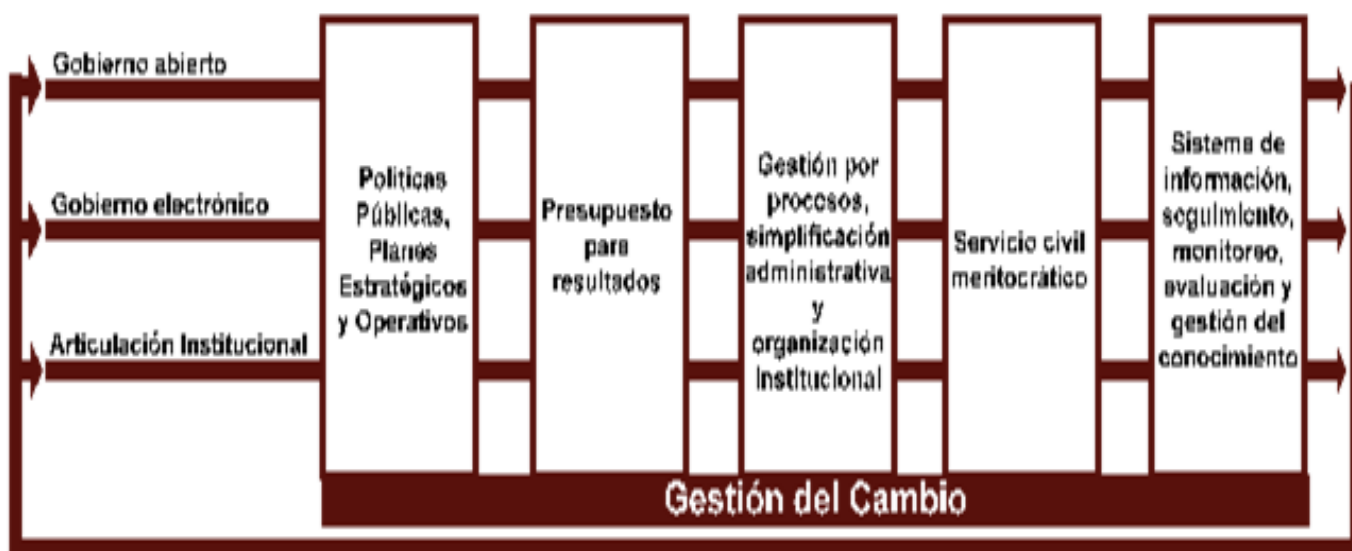 Gobierno abierto
Gobierno electrónico
Articulación Institucional
Políticas
Públicas,
Planes
Estratégicos
y Operativos
Presupuesto
para
resultados
Gestión por
procesos,
simplificación
administrativa
y
organización
institucional
Servicio civil
meritocrático
Sistema de
información,
seguimiento,
monitoreo,
evaluación y
gestión del
conocimiento
Gestión del Cambio